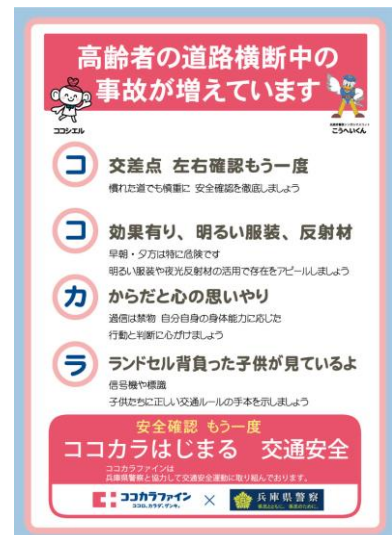 高齢者の道路横断中の
事故が増えています
ココシエル
こうへいくん
コ 交差点 左右確認もう一度
慣れた道でも慎重に 安全確認を徹底しましょう
コ 効果有り、明るい服装、反射材
早朝・夕方は特に危険です
明るい服装や夜光反射材の活用で存在をアピールしましょう
カ からだと心の思いやり
過信は禁物 自分自身の身体能力に応じた
行動と判断に心がけましょう
ラ ランドセル背負った子供が見ているよ
信号機や標識
子供たちに正しい交通ルールの手本を示しましょう
安全確認 もう一度
ココカラはじまる 交通安全
ココカラファインは
兵庫県警察と協力して交通安全運動に取り組んでおります。
ココカラファイン × 兵庫県警察
ココロ、カラダ、ゲンキ。